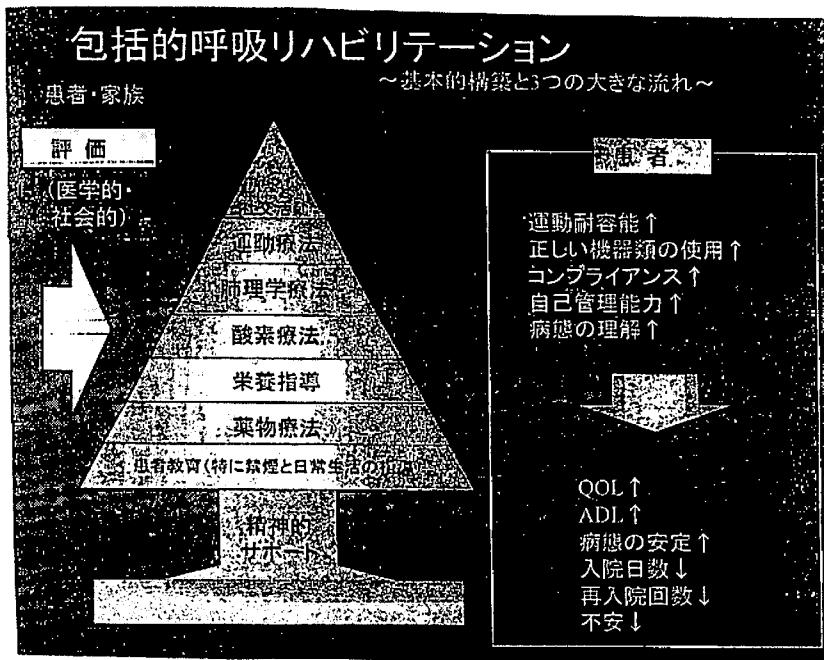 包括的呼吸リハビリテーション
～基本的構築と3つの大きな流れ～
患者・家族
評 価
(医学的・
社会的)
運動療法
肺理学療法
酸素療法
栄養指導
薬物療法
患者教育(特に禁煙と日常生活の
精神的
サポート
患 者
運動耐容能↑
正しい機器類の使用↑
コンプライアンス↑
自己管理能力↑
病態の理解↑
QOL↑
ADL↑
病態の安定↑
入院日数↓
再入院回数↓
不安↓